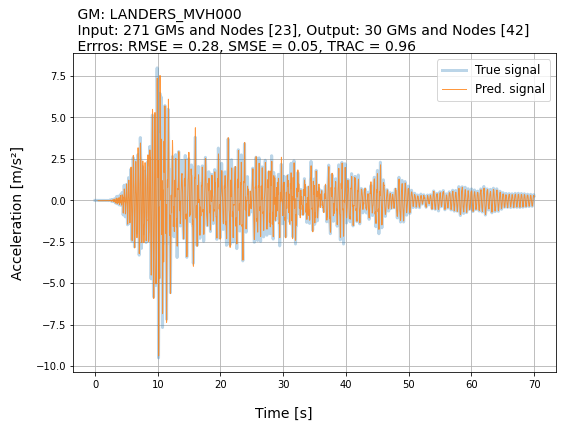 GM: LANDERS_MVH000
Input: 271 GMs and Nodes [23], Output: 30 GMs and Nodes [42]
Erros: RMSE = 0.28, SMSE = 0.05, TRAC = 0.96
True signal
Pred. signal
Acceleration [m/s²]
7.5
5.0
2.5
0.0
−2.5
−5.0
−7.5
−10.0
0 10 20 30 40 50 60 70
Time [s]